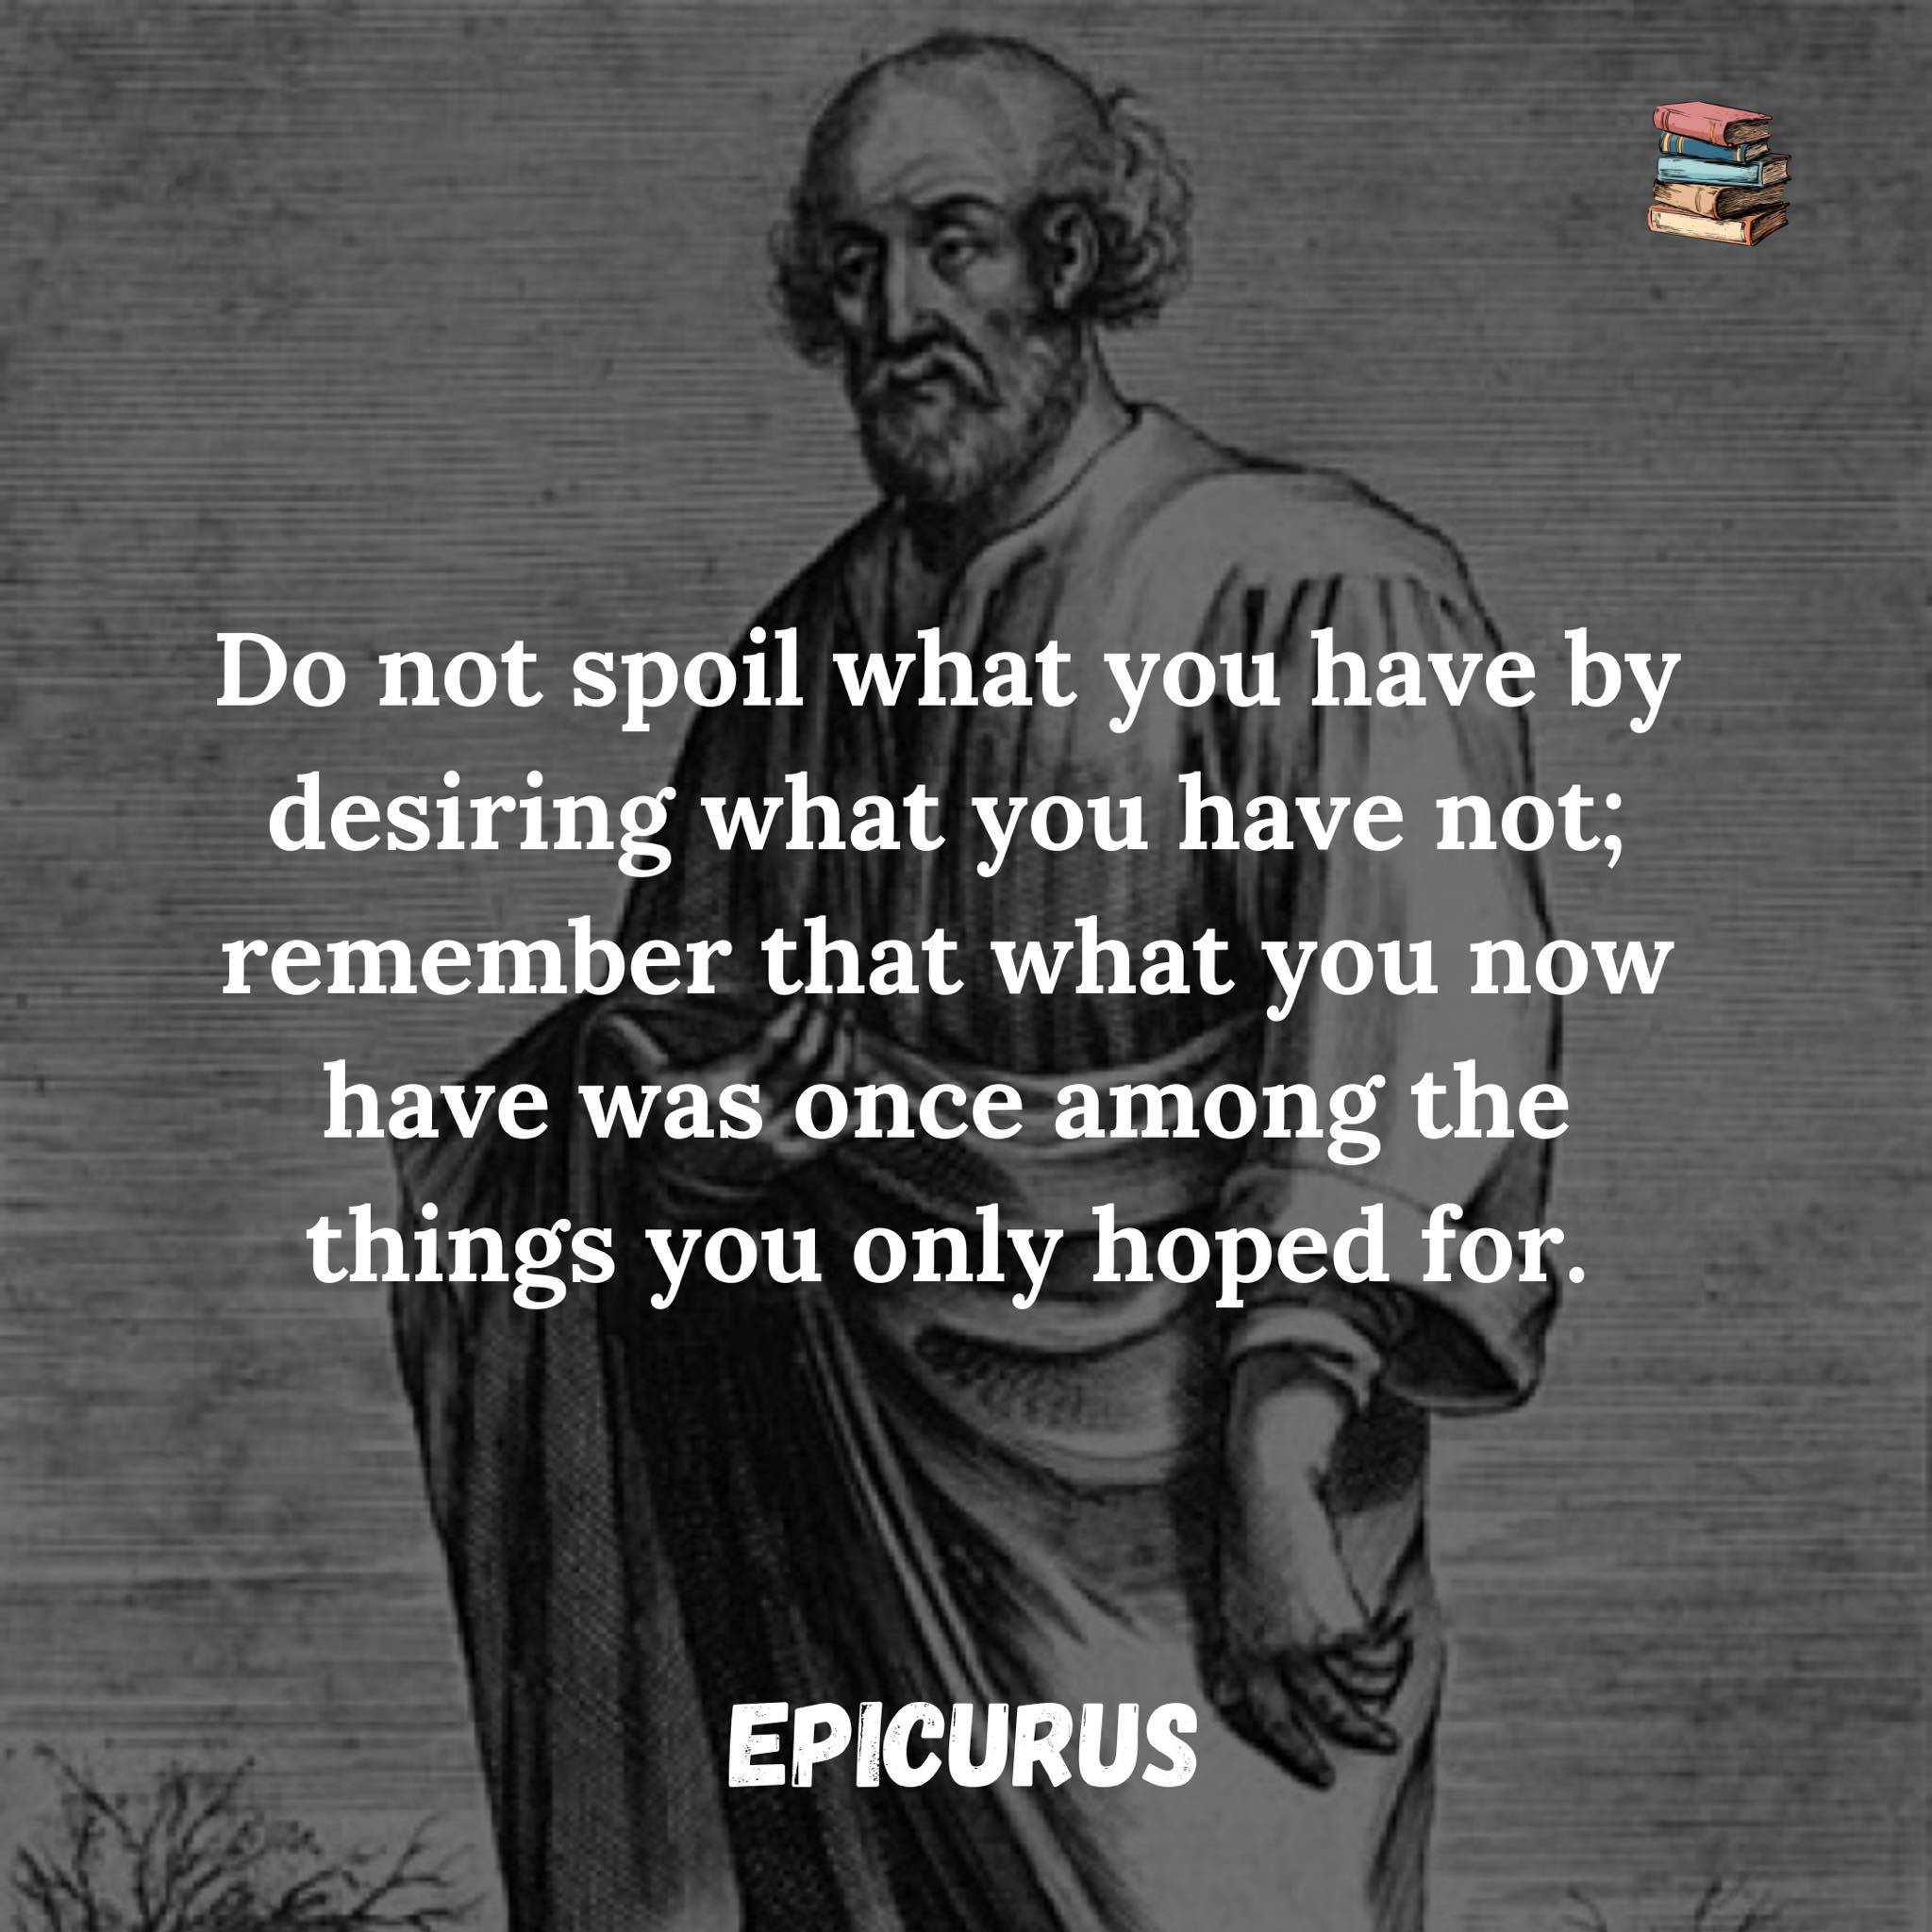 Do not spoil what you have by
desiring what you have not;
remember that what you now
have was once among the
things you only hoped for.
EPICURUS